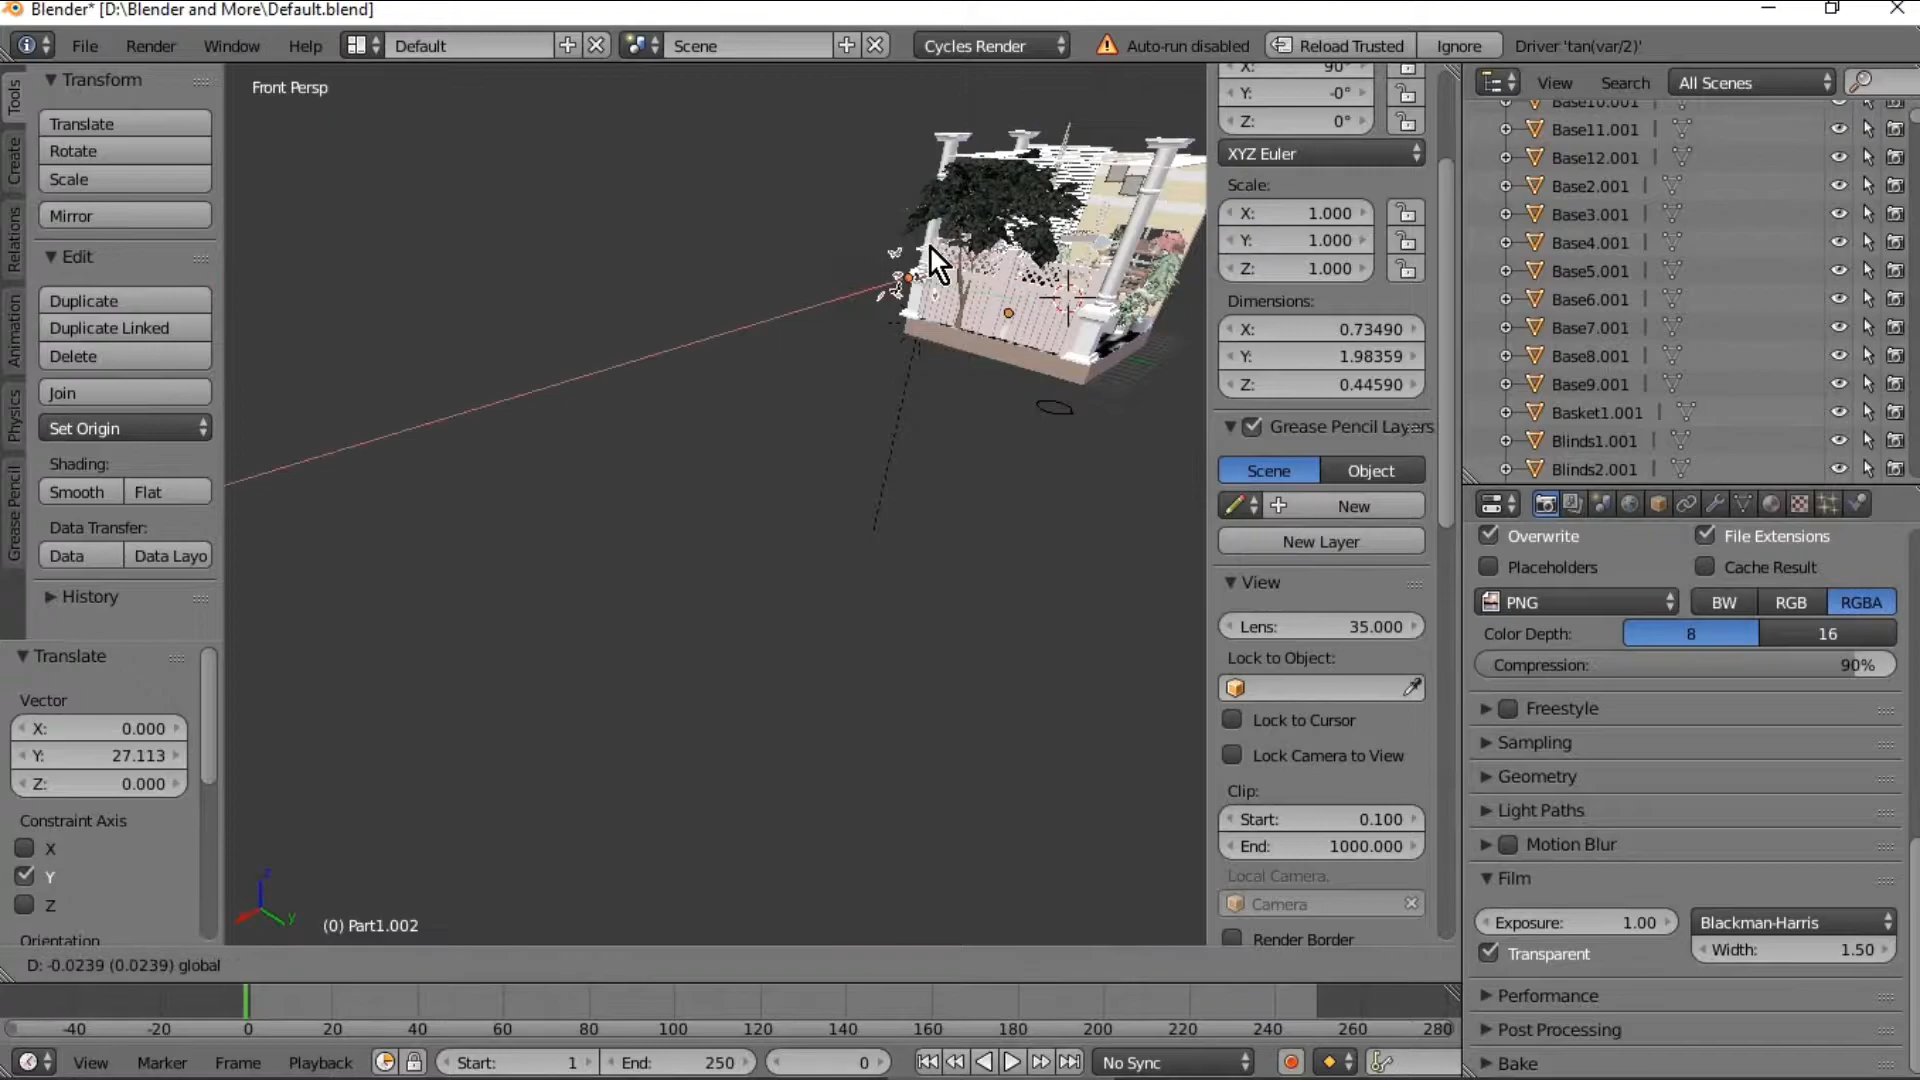 Blender* [D:\Blender and More\Default.blend]
File Render Window Help Default Scene Cycles Render Auto-run disabled Reload Trusted Ignore Driver 'tan(var/2)'
Tools
Create
Relations
Animation
Physics
Grease Pencil
Transform
Translate
Rotate
Scale
Mirror
Edit
Duplicate
Duplicate Linked
Delete
Join
Set Origin
Shading:
Smooth Flat
Data Transfer:
Data Data Layo
History
Translate
Vector
X: 0.000
Y: 27.113
Z: 0.000
Constraint Axis
X
Y
Z
Orientation
Front Persp
z
y
(0) Part1.002
D: -0.0239 (0.0239) global
X: 90°
Y: -0°
Z: 0°
XYZ Euler
Scale:
X: 1.000
Y: 1.000
Z: 1.000
Dimensions:
X: 0.73490
Y: 1.98359
Z: 0.44590
Grease Pencil Layers
Scene Object
New
New Layer
View
Lens: 35.000
Lock to Object:
Lock to Cursor
Lock Camera to View
Clip:
Start: 0.100
End: 1000.000
Local Camera:
Camera
Render Border
View Search All Scenes
Base10.001
Base11.001
Base12.001
Base2.001
Base3.001
Base4.001
Base5.001
Base6.001
Base7.001
Base8.001
Base9.001
Basket1.001
Blinds1.001
Blinds2.001
Overwrite File Extensions
Placeholders Cache Result
PNG BW RGB RGBA
Color Depth: 8 16
Compression: 90%
Freestyle
Sampling
Geometry
Light Paths
Motion Blur
Film
Exposure: 1.00 Blackman-Harris
Transparent Width: 1.50
Performance
Post Processing
Bake
-40 -20 0 20 40 60 80 100 120 140 160 180 200 220 240 260 280
View Marker Frame Playback Start: 1 End: 250 0 No Sync